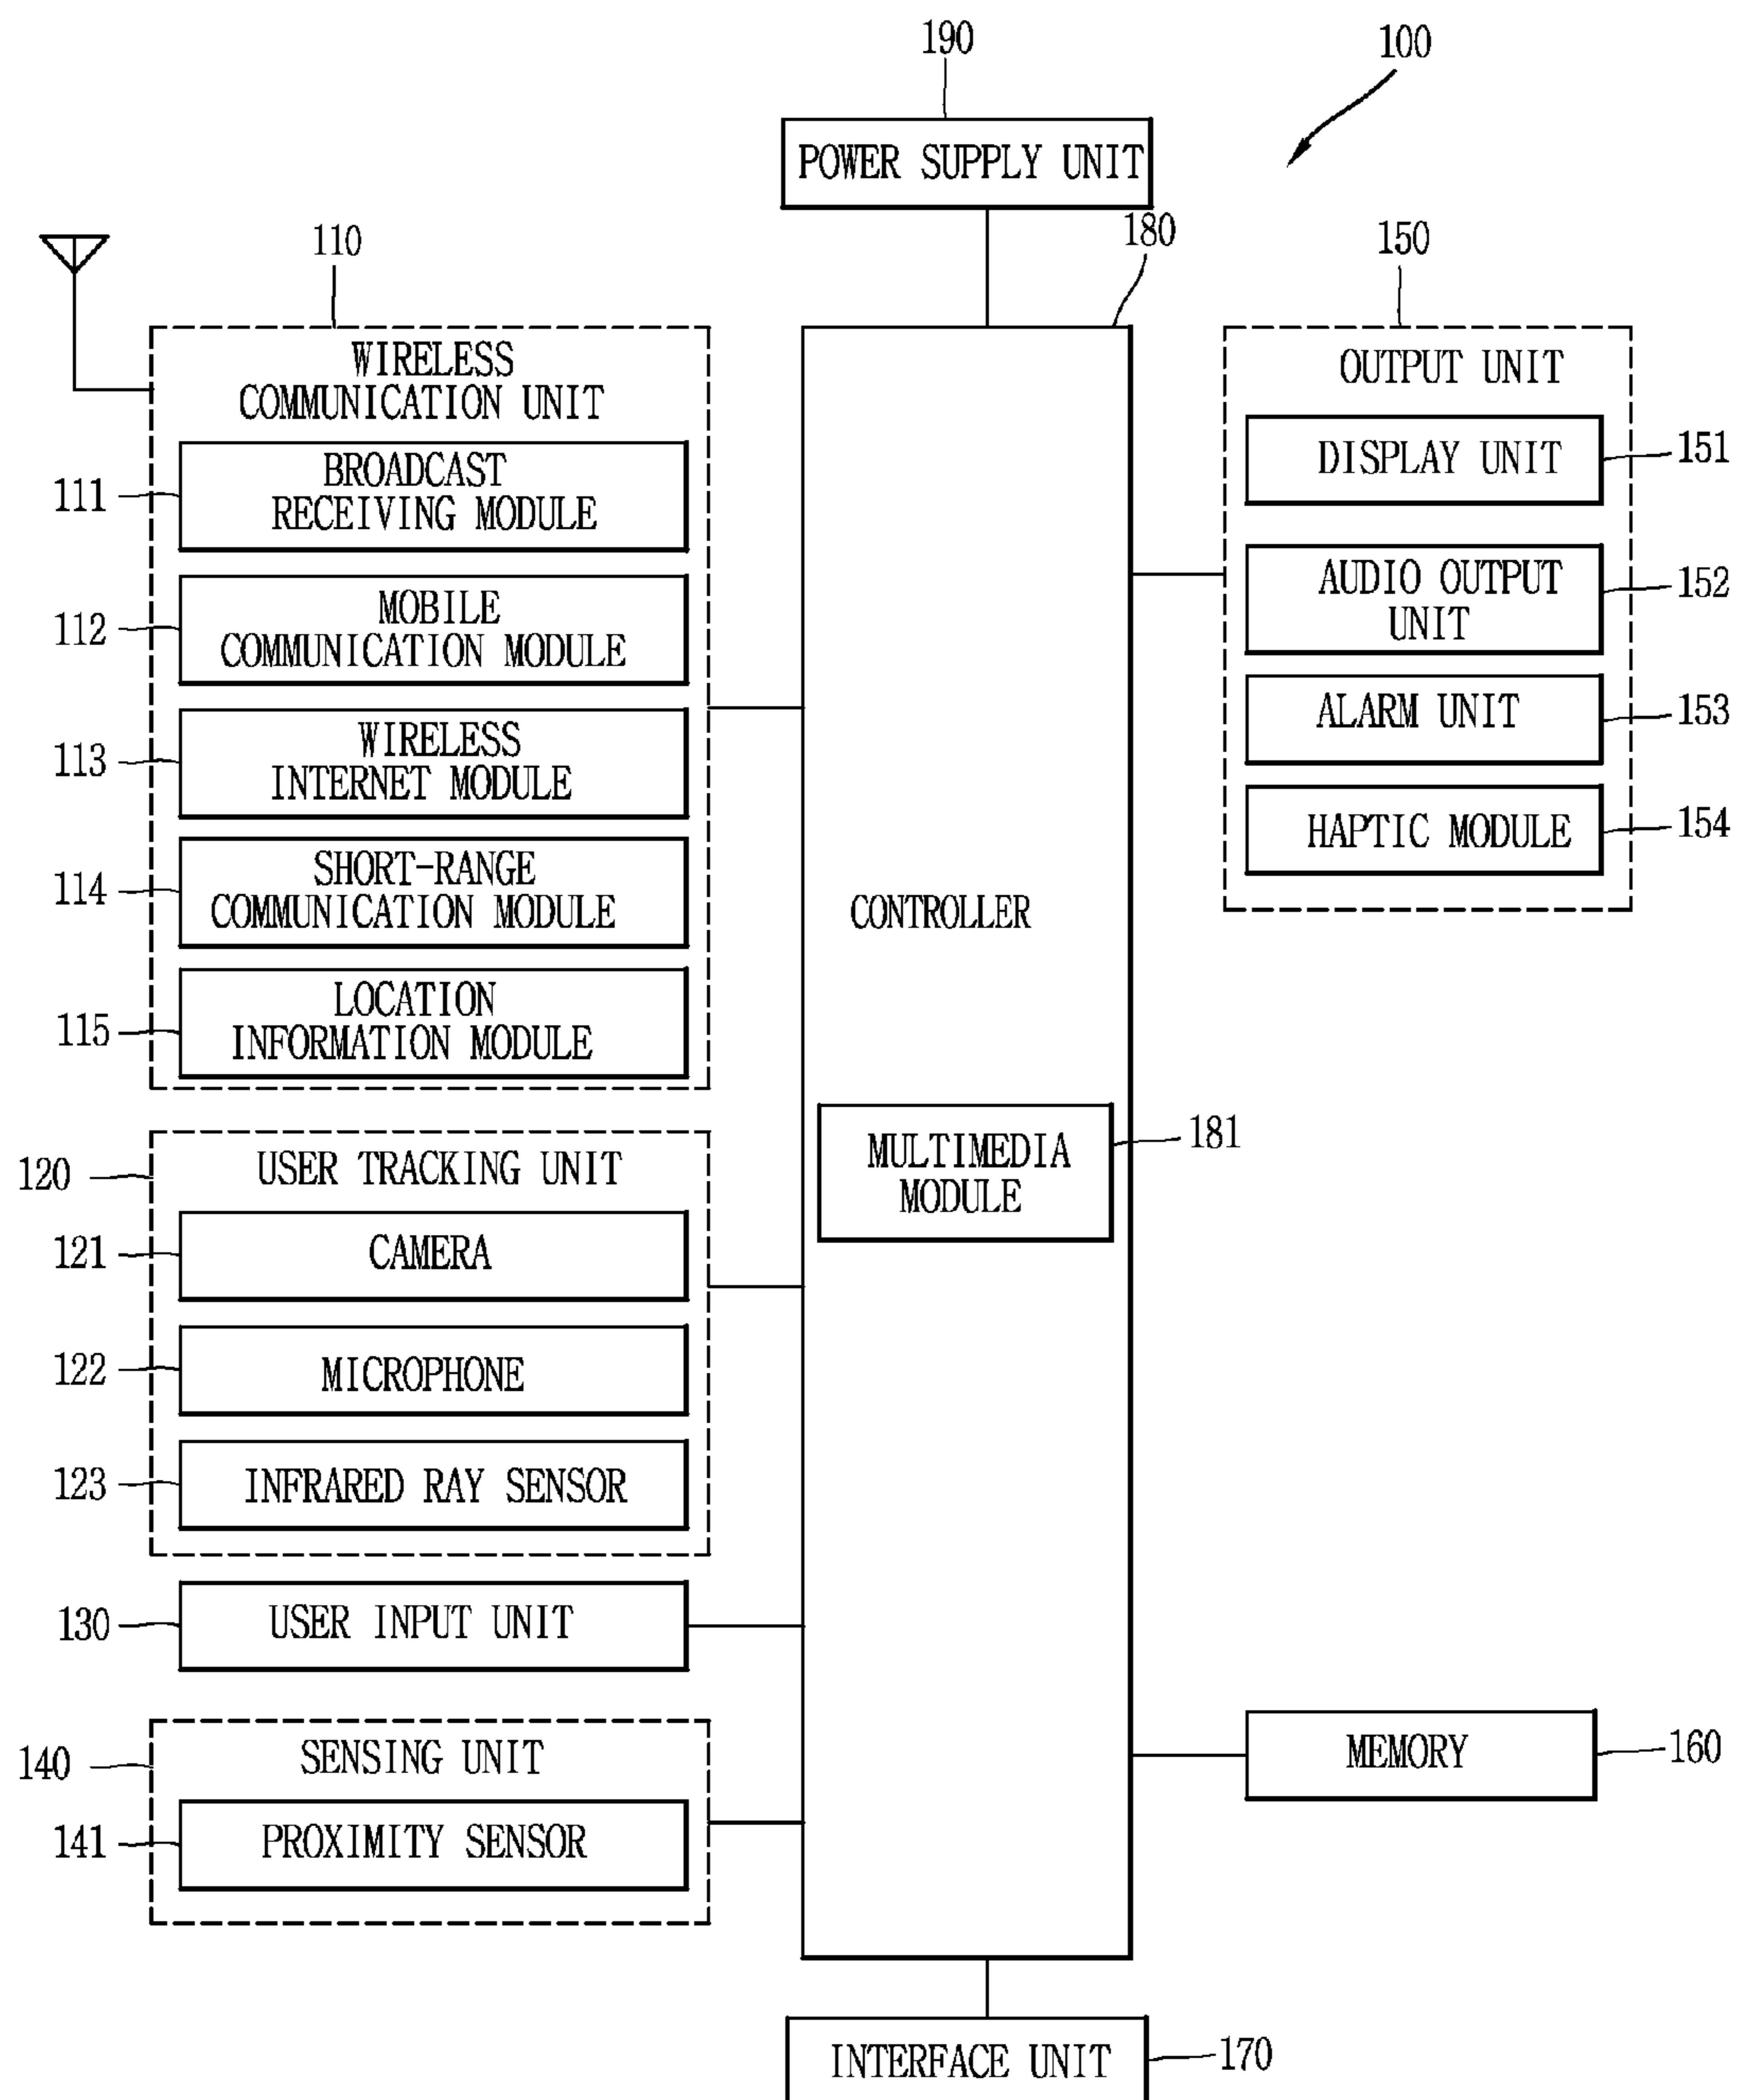 190
100
POWER SUPPLY UNIT
180
110
150
WIRELESS
COMMUNICATION UNIT
OUTPUT UNIT
BROADCAST
RECEIVING MODULE
111
DISPLAY UNIT
151
MOBILE
COMMUNICATION MODULE
112
AUDIO OUTPUT
UNIT
152
WIRELESS
INTERNET MODULE
113
ALARM UNIT
153
SHORT-RANGE
COMMUNICATION MODULE
114
HAPTIC MODULE
154
CONTROLLER
LOCATION
INFORMATION MODULE
115
MULTIMEDIA
MODULE
181
120
USER TRACKING UNIT
121
CAMERA
122
MICROPHONE
123
INFRARED RAY SENSOR
130
USER INPUT UNIT
140
SENSING UNIT
MEMORY
160
141
PROXIMITY SENSOR
INTERFACE UNIT
170